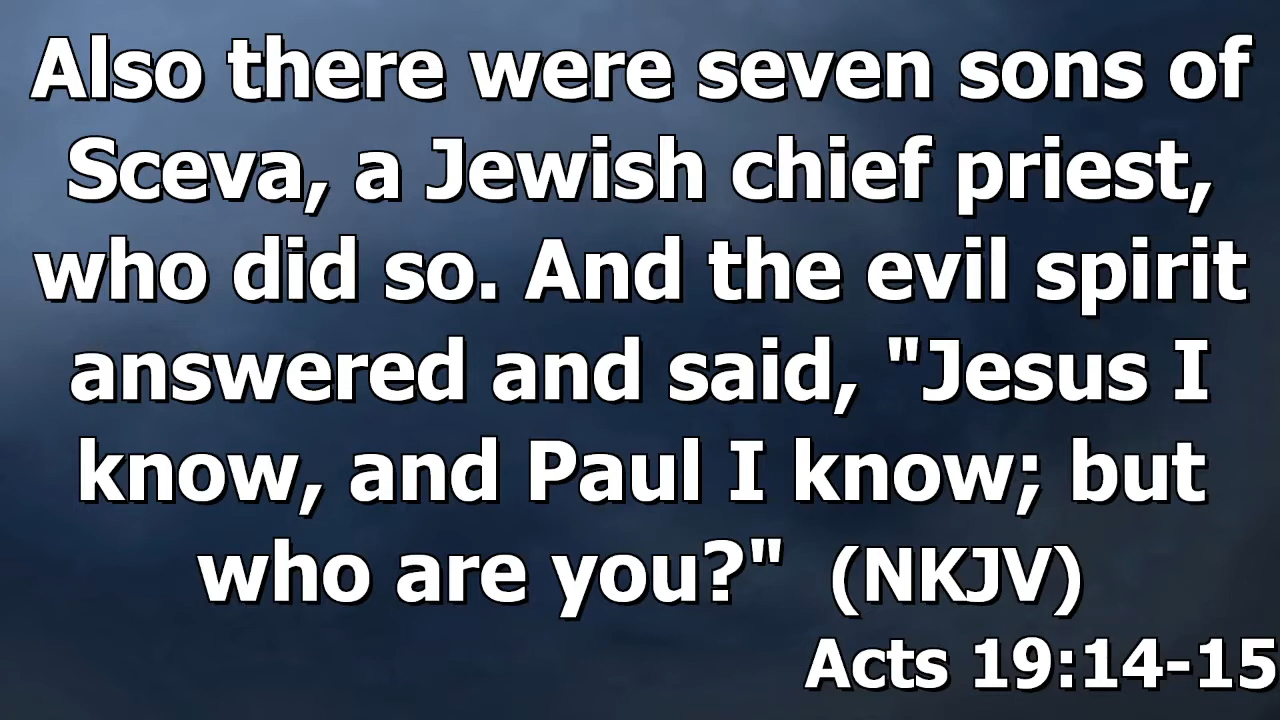 Also there were seven sons of
Sceva, a Jewish chief priest,
who did so. And the evil spirit
answered and said, "Jesus I
know, and Paul I know; but
who are you?" (NKJV)
Acts 19:14-15